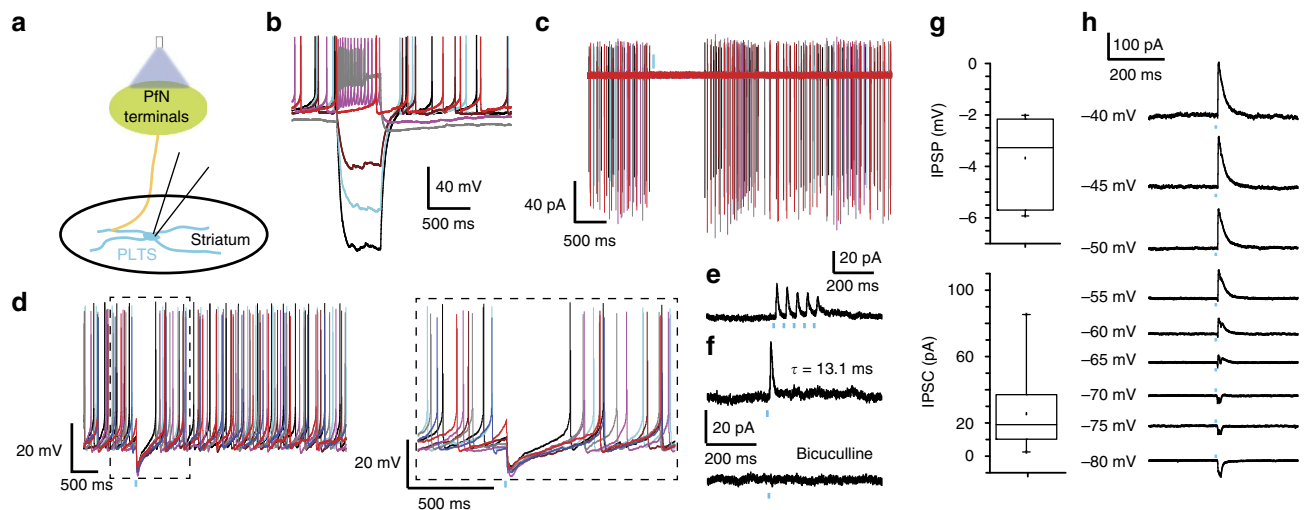 a
PfN
terminals
Striatum
PLTS
b
40 mV
500 ms
c
40 pA
500 ms
d
20 mV
500 ms
20 mV
500 ms
e
20 pA
200 ms
f
τ = 13.1 ms
20 pA
200 ms
Bicuculline
g
IPSP (mV)
0
−2
−4
−6
IPSC (pA)
100
60
20
0
h
100 pA
200 ms
−40 mV
−45 mV
−50 mV
−55 mV
−60 mV
−65 mV
−70 mV
−75 mV
−80 mV